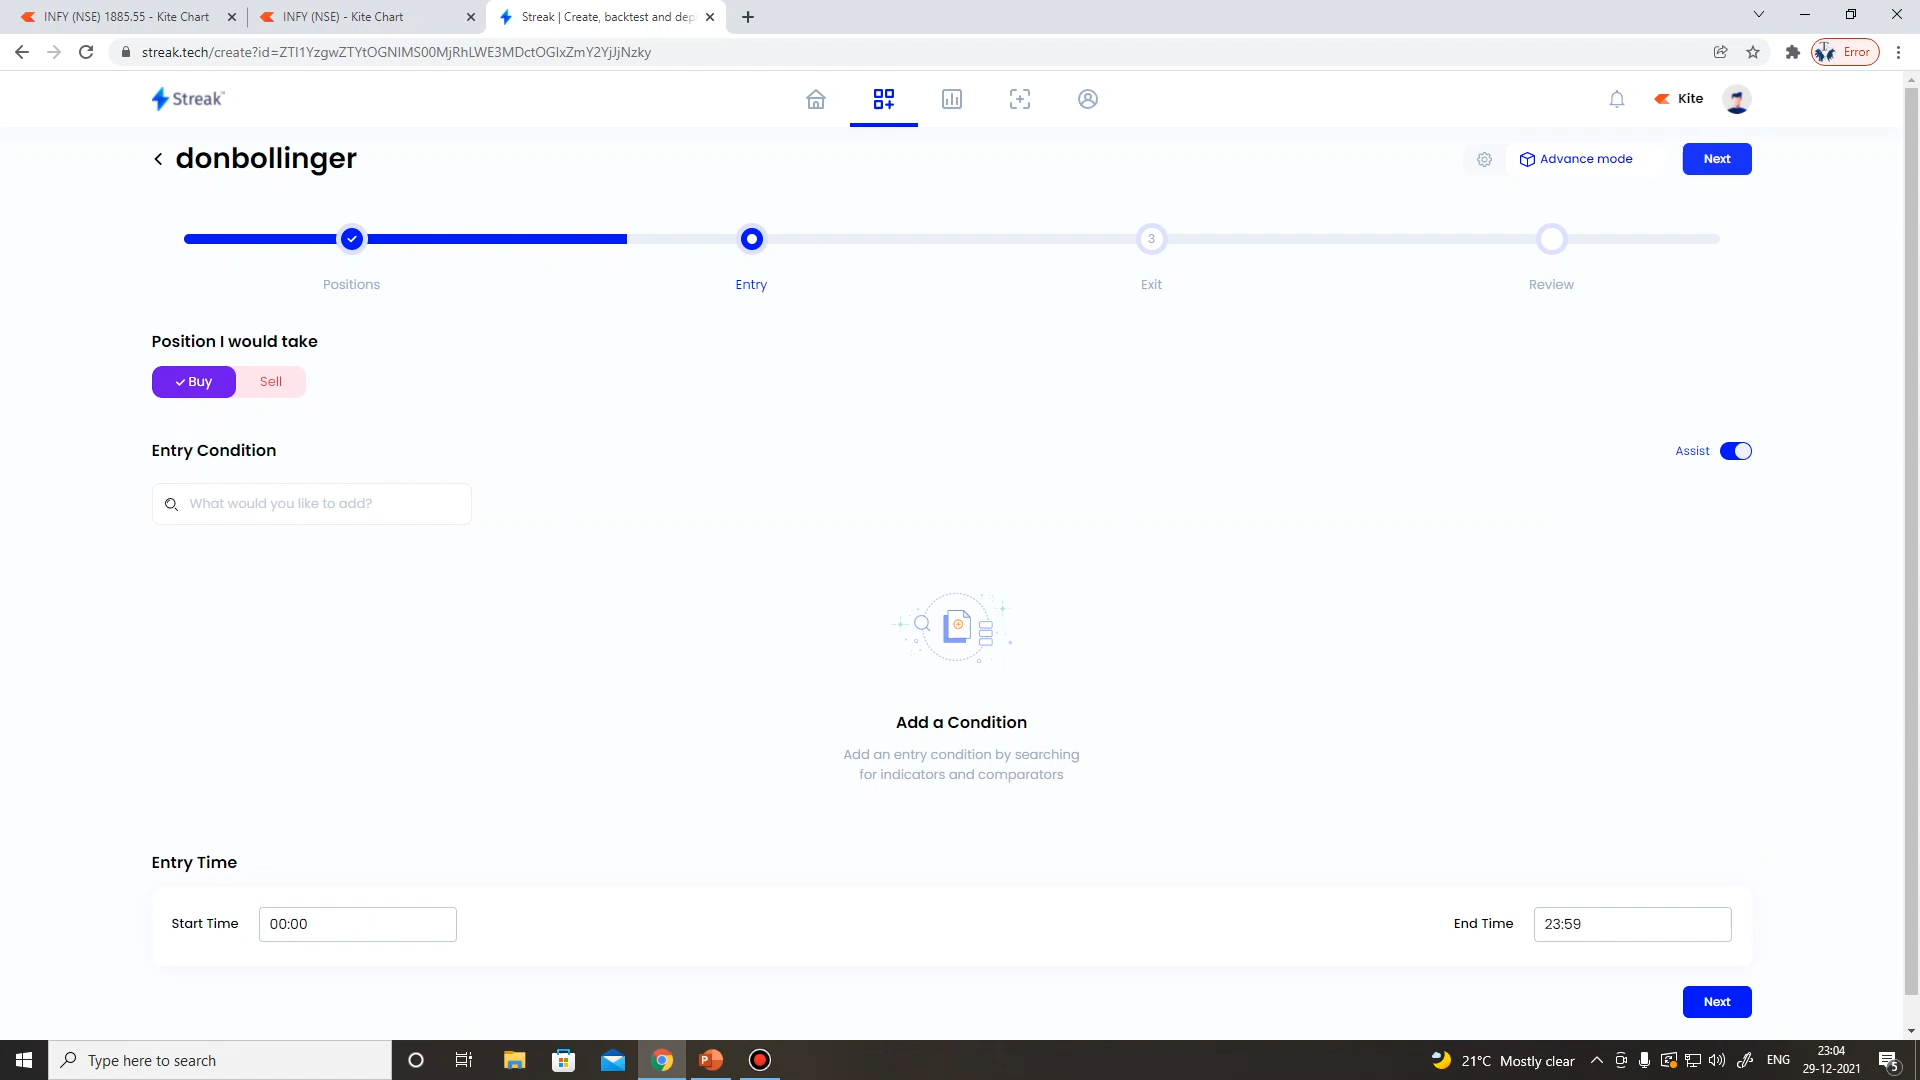 INFY (NSE) 1885.55 - Kite Chart
INFY (NSE) - Kite Chart
Streak | Create, backtest and dep
streak.tech/create?id=ZTI1YzgwZTYtOGNlMS00MjRhLWE3MDctOGIxZmY2YjJjNzky
Error
Streak
Kite
donbollinger
Advance mode
Next
3
Positions
Entry
Exit
Review
Position I would take
Buy
Sell
Entry Condition
Assist
What would you like to add?
Add a Condition
Add an entry condition by searching
for indicators and comparators
Entry Time
Start Time
00:00
End Time
23:59
Next
Type here to search
21°C Mostly clear
ENG
23:04
29-12-2021
5